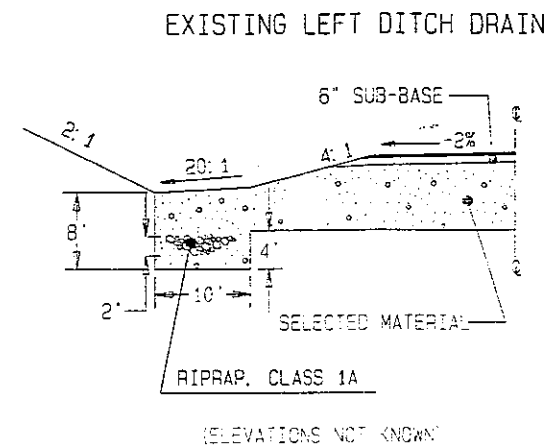 EXISTING LEFT DITCH DRAIN
6" SUB-BASE
2:1
20:1
4:1
-2%
8'
4'
2'
10'
SELECTED MATERIAL
RIPRAP, CLASS 1A
(ELEVATIONS NOT KNOWN)